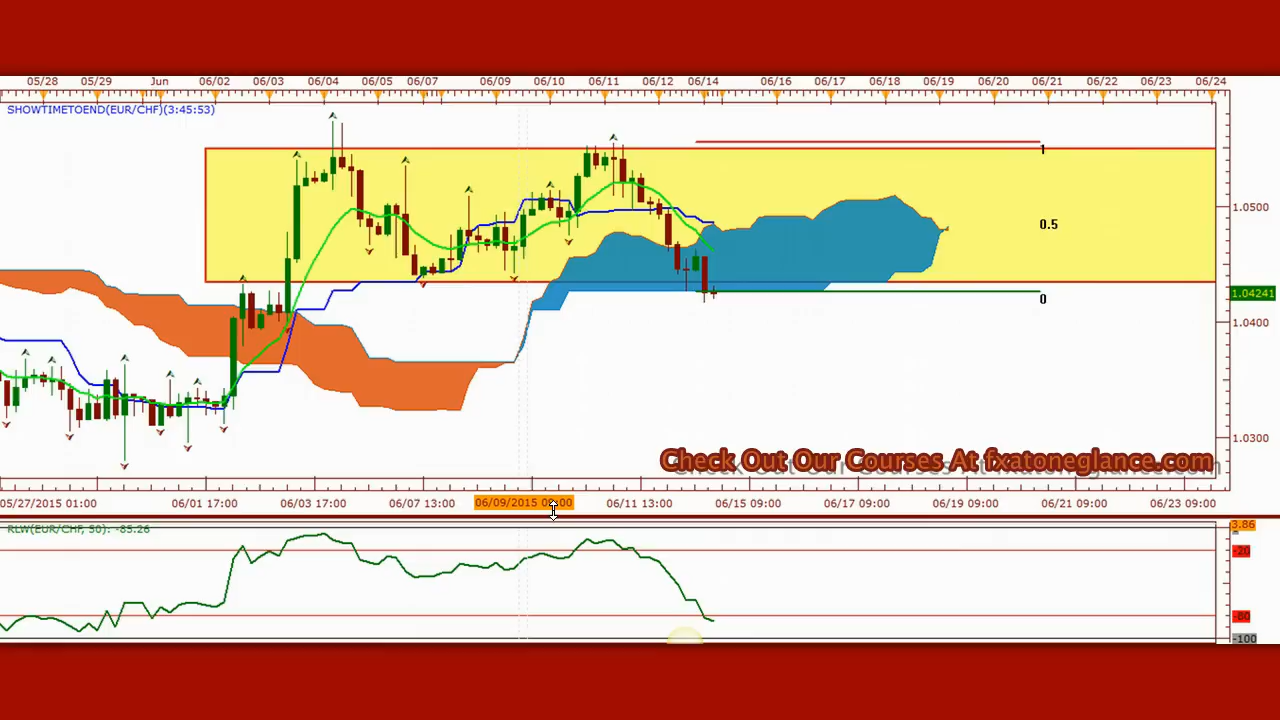 05/28 05/29 Jun 06/02 06/03 06/04 06/05 06/07 06/09 06/10 06/11 06/12 06/14 06/16 06/17 06/18 06/19 06/20 06/21 06/22 06/23 06/24
SHOWTIMETOEND(EUR/CHF)(3:45:53)
1
1.0500
0.5
1.04241
0
1.0400
1.0300
Check Out Our Courses At fxatoneglance.com
05/27/2015 01:00 06/01 17:00 06/03 17:00 06/07 13:00 06/09/2015 06/11 13:00 06/15 09:00 06/17 09:00 06/19 09:00 06/21 09:00 06/23 09:00
RLW(EUR/CHF, 50): -85.26
3.86
-20
-80
-100